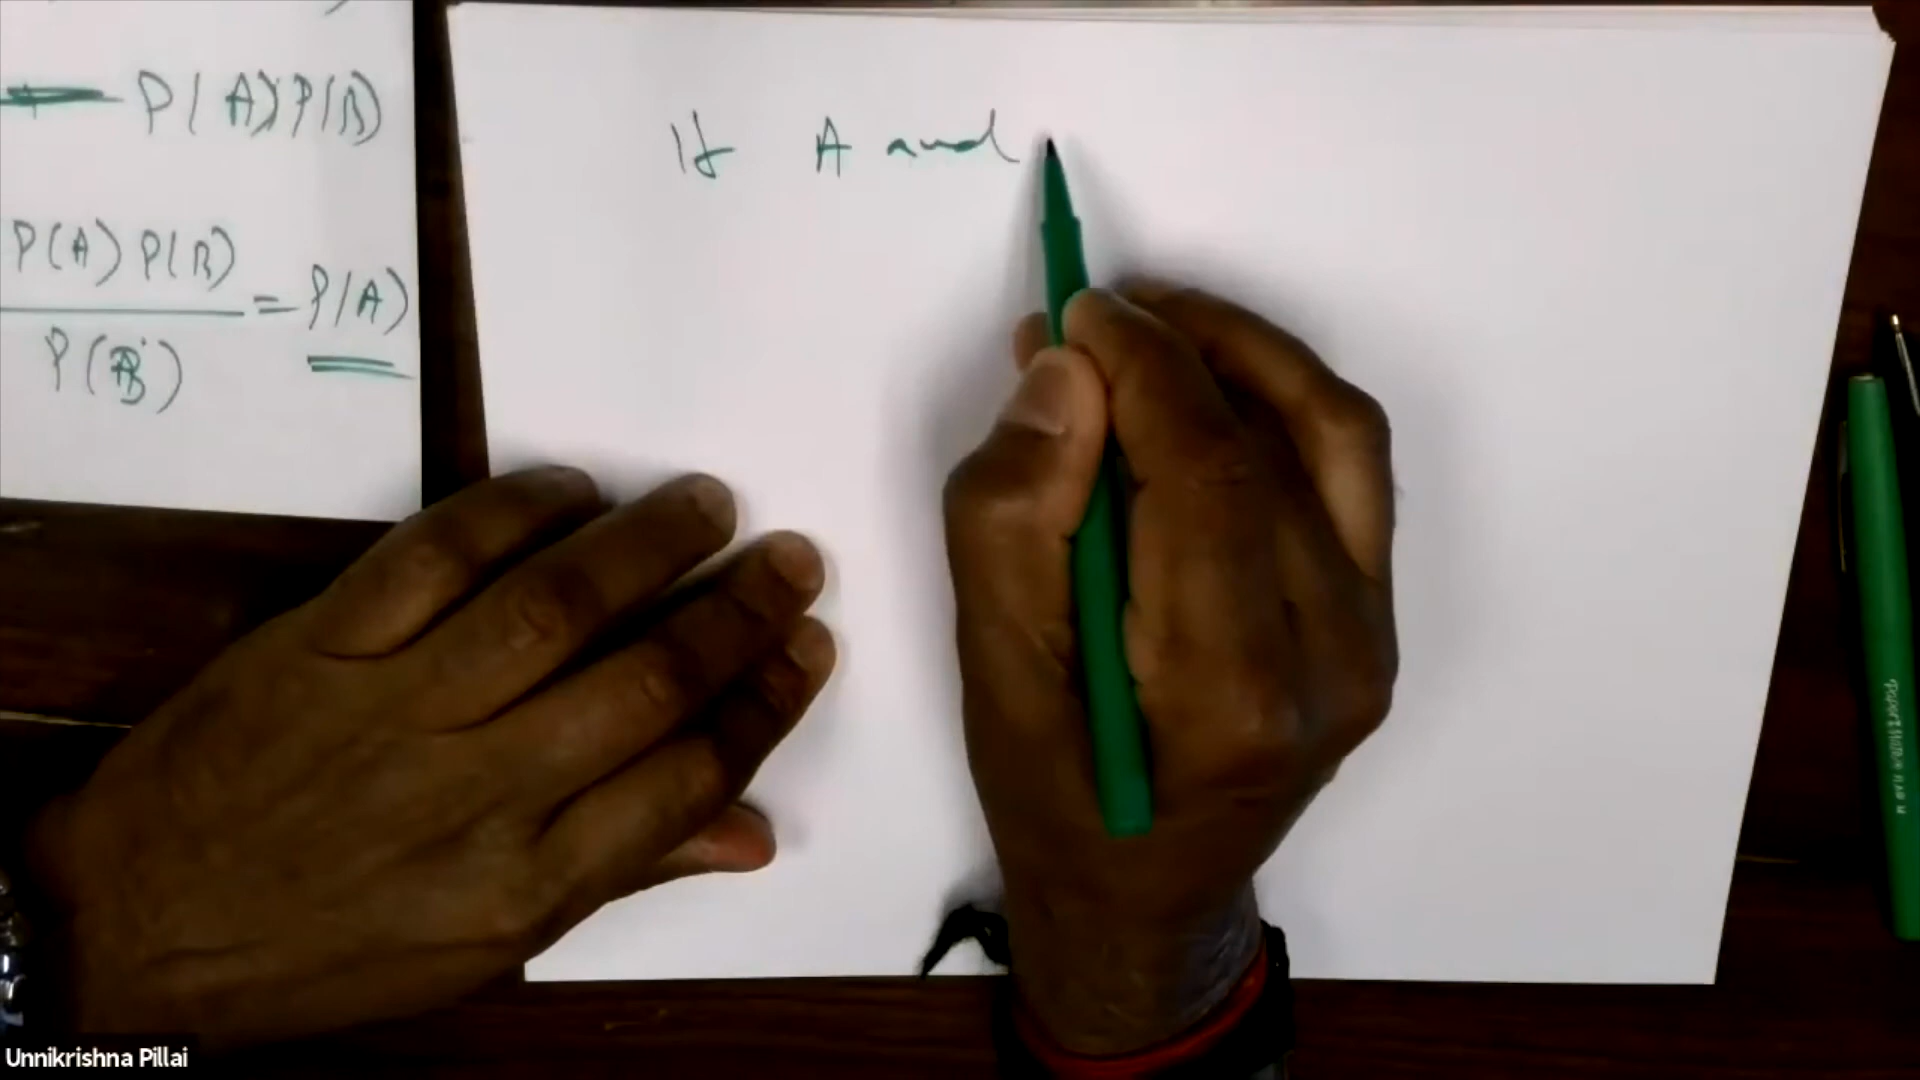 P(A)P(B)
P(A) P(B)
= P(A)
P(B)
If A and
Unnikrishna Pillai